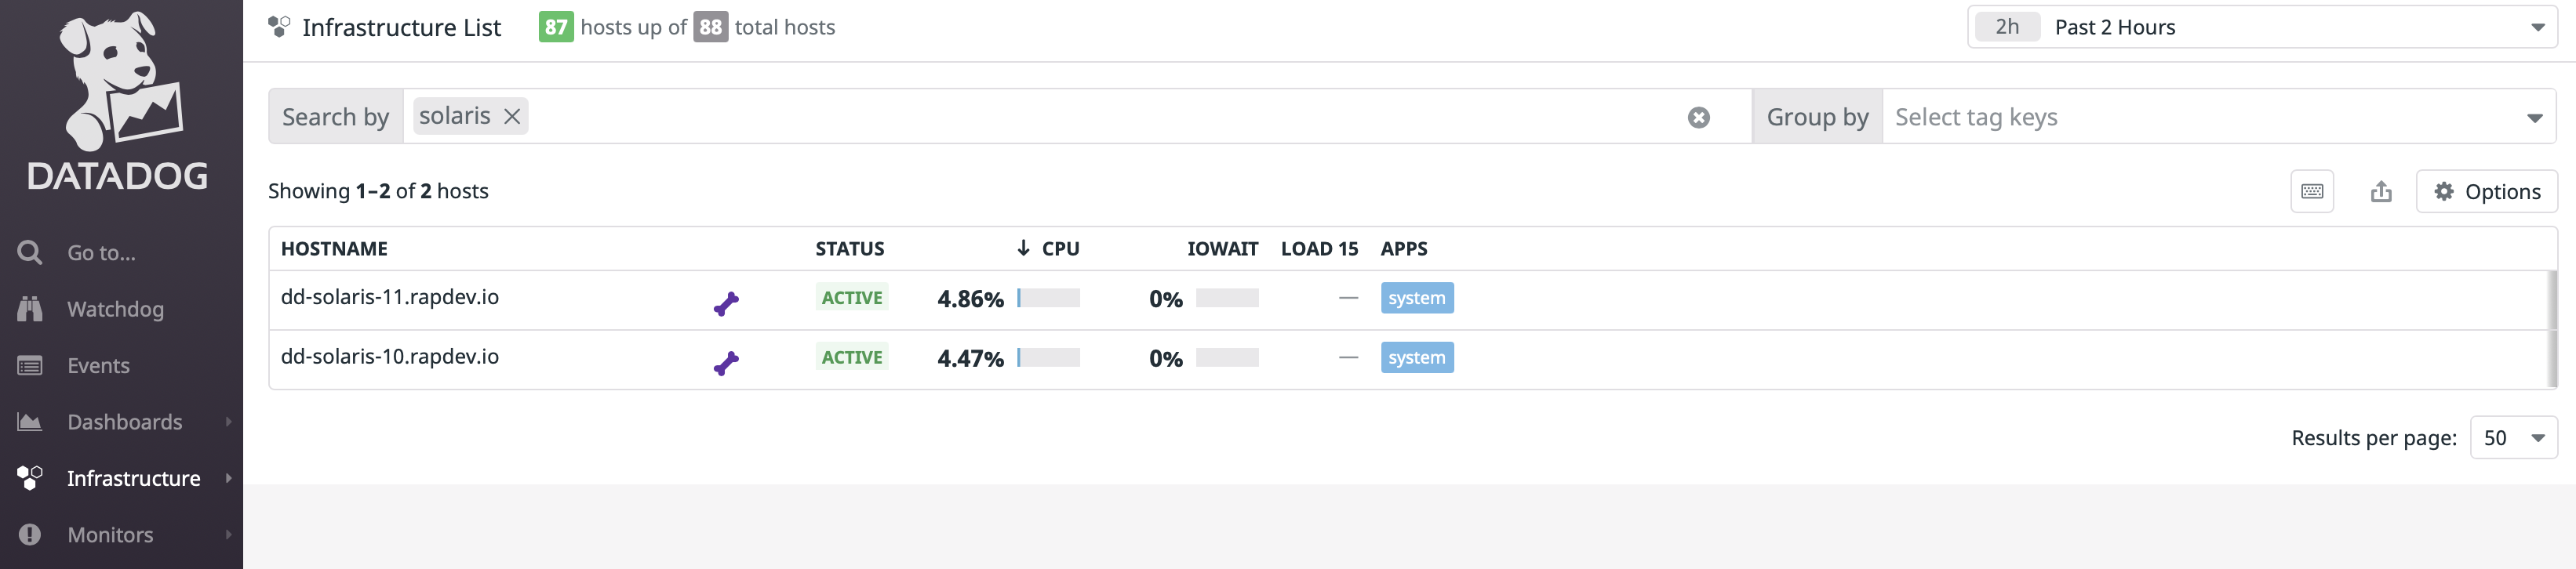 DATADOG
Go to...
Watchdog
Events
Dashboards
Infrastructure
Monitors
Infrastructure List 87 hosts up of 88 total hosts
2h Past 2 Hours
Search by solaris
Group by Select tag keys
Showing 1–2 of 2 hosts
Options
HOSTNAME STATUS CPU IOWAIT LOAD 15 APPS
dd-solaris-11.rapdev.io ACTIVE 4.86% 0% — system
dd-solaris-10.rapdev.io ACTIVE 4.47% 0% — system
Results per page: 50